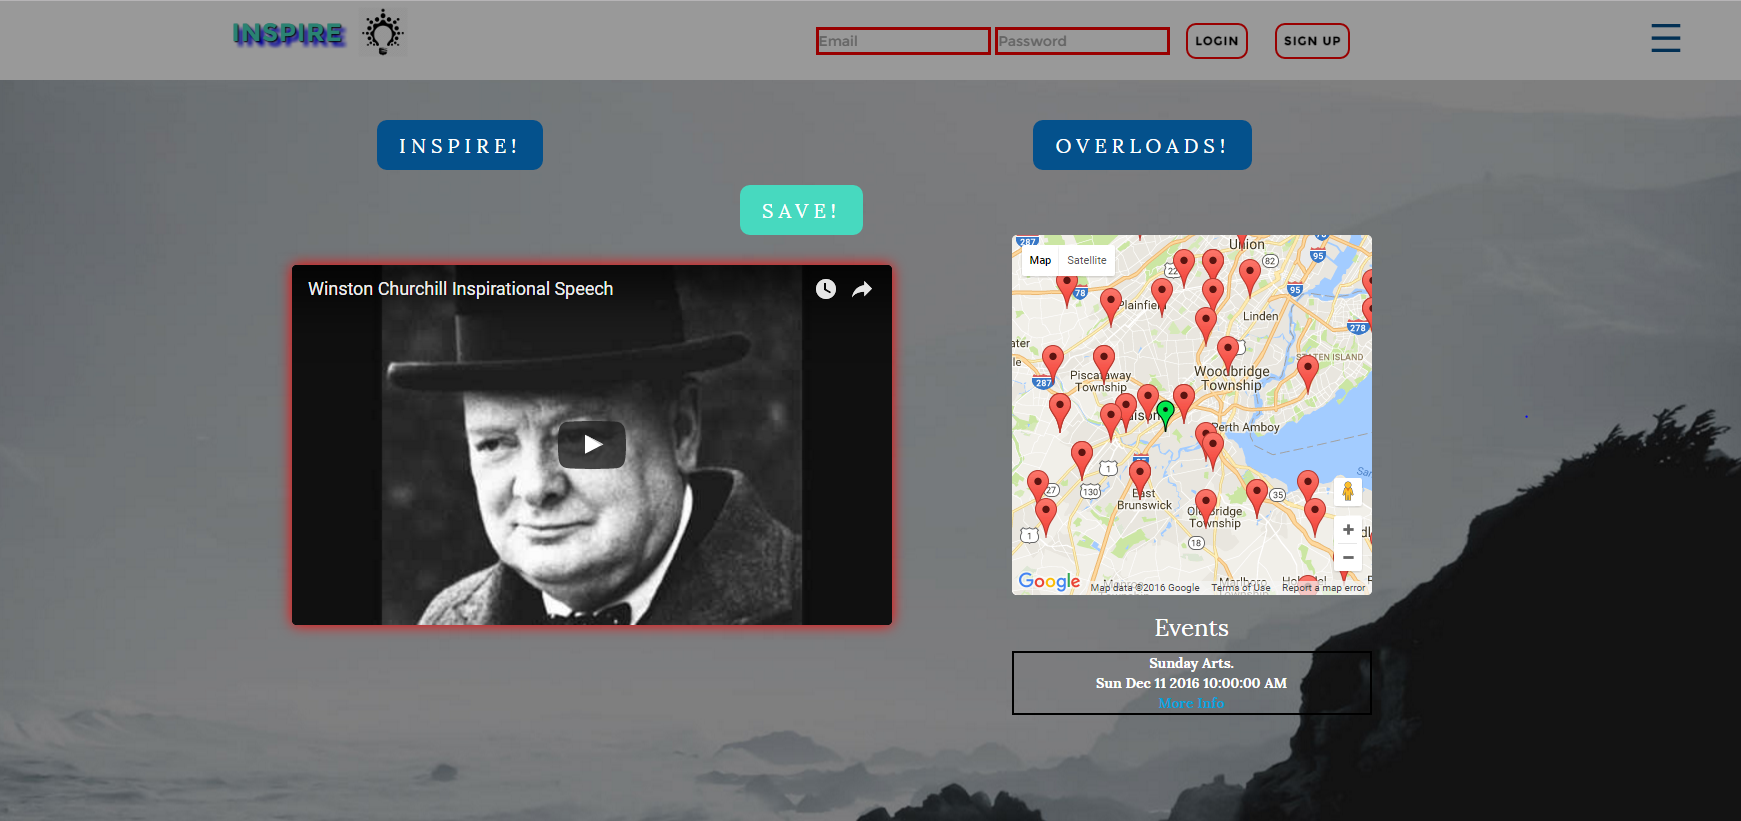 INSPIRE
Email
Password
LOGIN
SIGN UP
INSPIRE!
OVERLOADS!
SAVE!
Winston Churchill Inspirational Speech
Map
Satellite
287
Union
82
95
22
78
95
Plainfield
Linden
278
STATEN ISLAND
Woodbridge
Township
287
Piscataway
Township
Perth Amboy
1
27
130
East
Brunswick
35
Old Bridge
Township
1
18
+
−
Google
Map data ©2016 Google
Terms of Use
Report a map error
Events
Sunday Arts.
Sun Dec 11 2016 10:00:00 AM
More Info